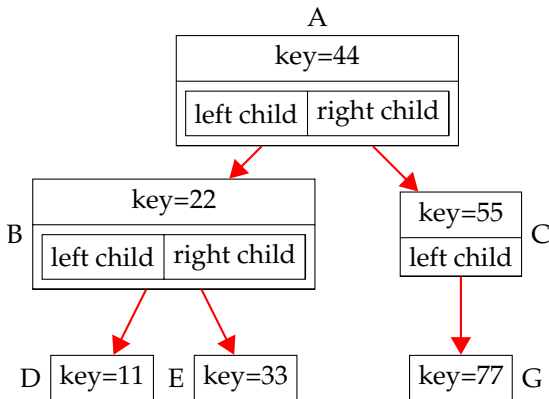 A
key=44
left child right child
key=22
B
left child right child
key=55
C
left child
D key=11 E key=33
key=77 G